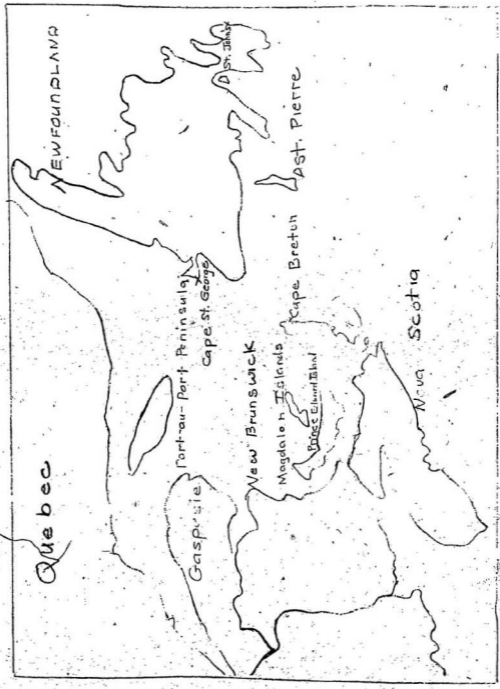 Quebec
NEWFOUNDLAND
St. John's
Port-au-Port Peninsula
Cape St. George
Gaspesie
New Brunswick
Magdalen Islands
Prince Edward Island
Cape Breton
St. Pierre
Nova Scotia